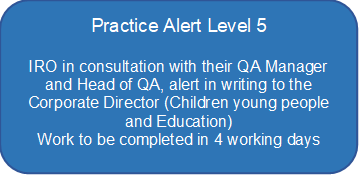 Practice Alert Level 5
IRO in consultation with their QA Manager
and Head of QA, alert in writing to the
Corporate Director (Children young people
and Education)
Work to be completed in 4 working days